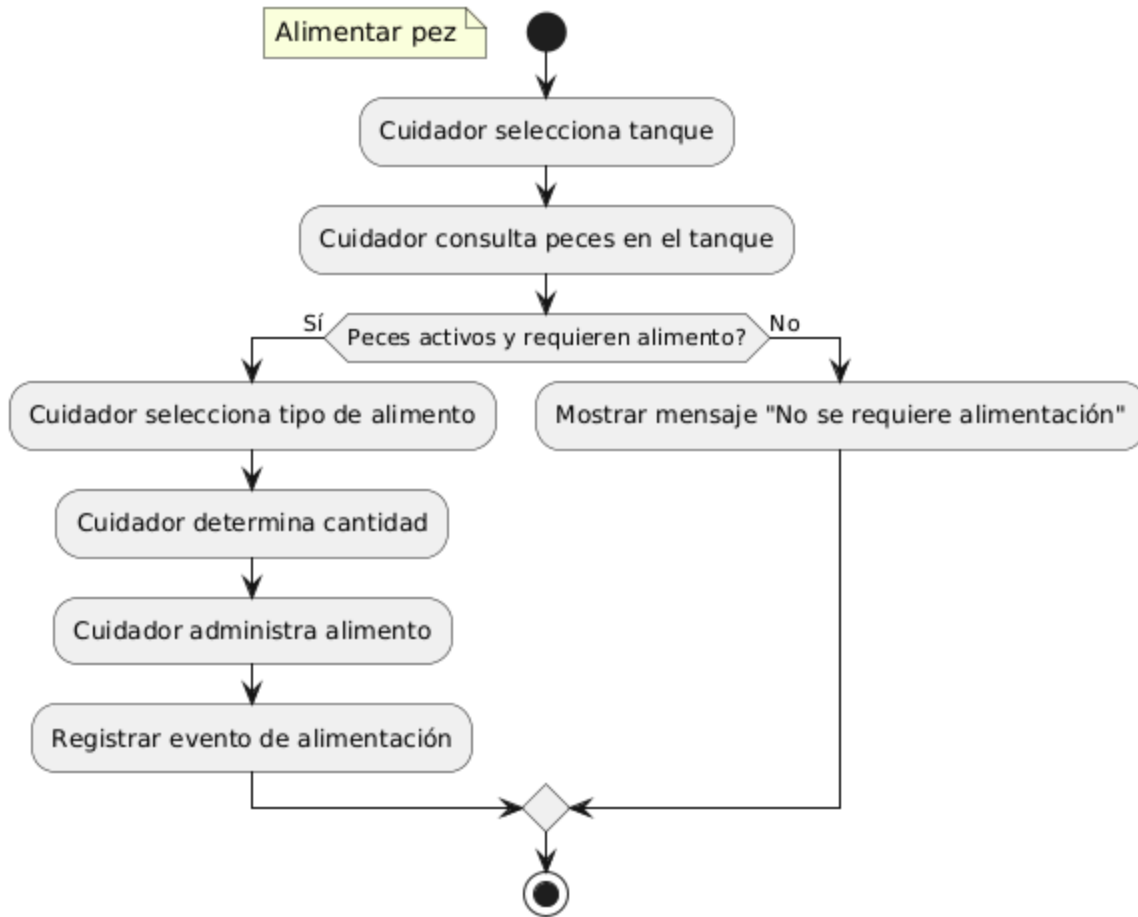 Alimentar pez
Cuidador selecciona tanque
Cuidador consulta peces en el tanque
Sí
Peces activos y requieren alimento?
No
Cuidador selecciona tipo de alimento
Mostrar mensaje "No se requiere alimentación"
Cuidador determina cantidad
Cuidador administra alimento
Registrar evento de alimentación